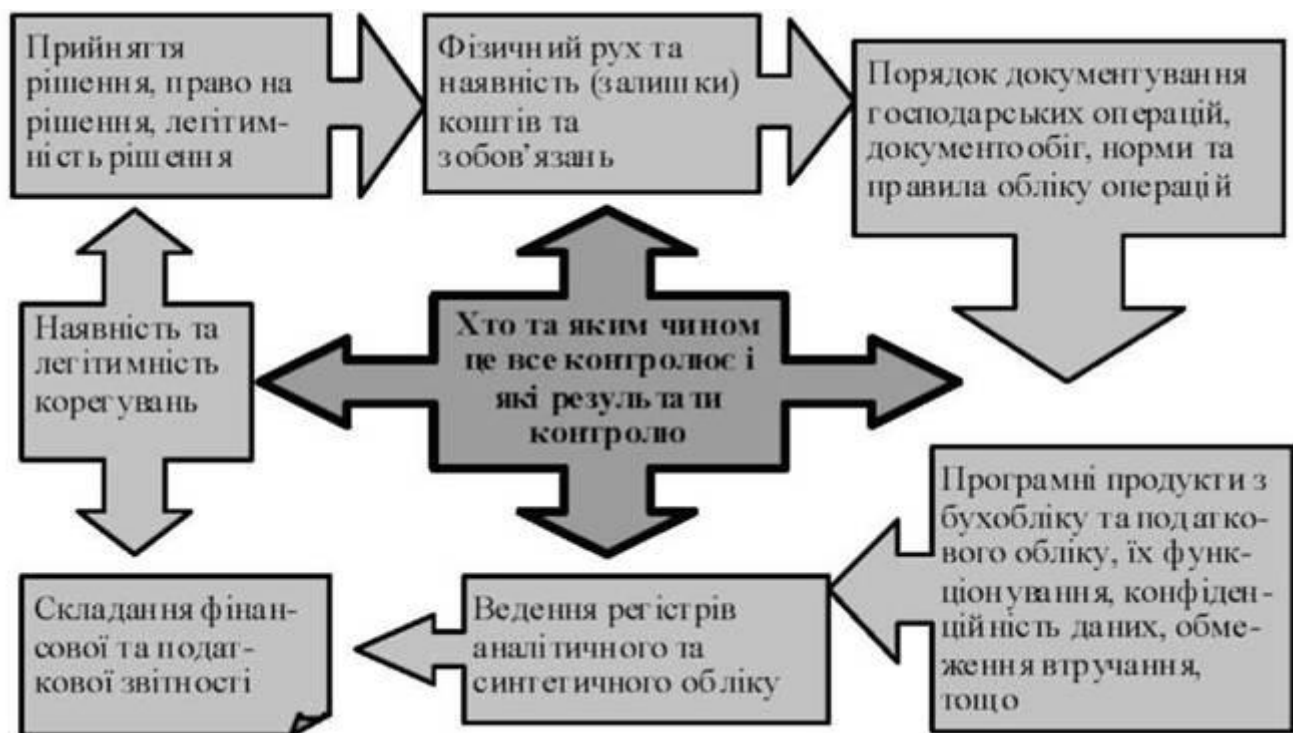 Прийняття
рішення, право на
рішення, легітим-
ність рішення
Фізичний рух та
наявність (залишки)
коштів та
зобов’язань
Порядок документування
господарських операцій,
документообіг, норми та
правила обліку операцій
Наявність та
легітимність
корегувань
Хто та яким чином
це все контролює і
які результати
контролю
Програмні продукти з
бухобліку та податко-
вого обліку, їх функ-
ціонування, конфіден-
ційність даних, обме-
ження втручання,
тощо
Ведення регістрів
аналітичного та
синтетичного обліку
Складання фінан-
сової та подат-
кової звітності